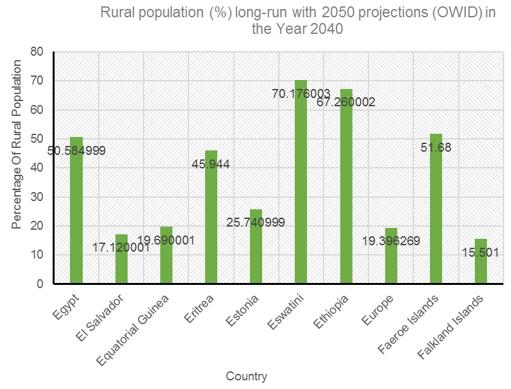 Rural population (%) long-run with 2050 projections (OWID) in
the Year 2040
Percentage Of Rural Population
80
70
60
50
40
30
20
10
0
50.584999
17.120001
19.690001
45.944
25.740999
70.176003
67.260002
19.396269
51.68
15.501
Egypt
El Salvador
Equatorial Guinea
Eritrea
Estonia
Eswatini
Ethiopia
Europe
Faeroe Islands
Falkland Islands
Country